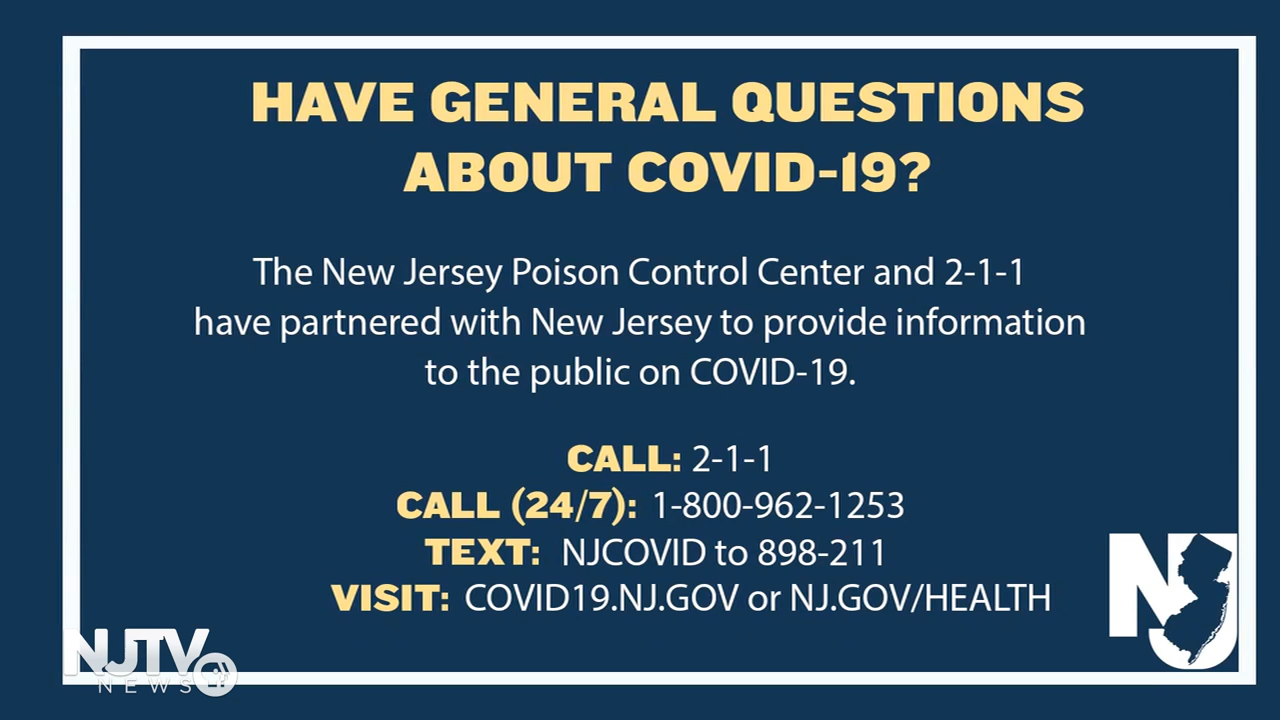 HAVE GENERAL QUESTIONS
ABOUT COVID-19?
The New Jersey Poison Control Center and 2-1-1
have partnered with New Jersey to provide information
to the public on COVID-19.
CALL: 2-1-1
CALL (24/7): 1-800-962-1253
TEXT: NJCOVID to 898-211
VISIT: COVID19.NJ.GOV or NJ.GOV/HEALTH
NJ
NJTV
NEWS